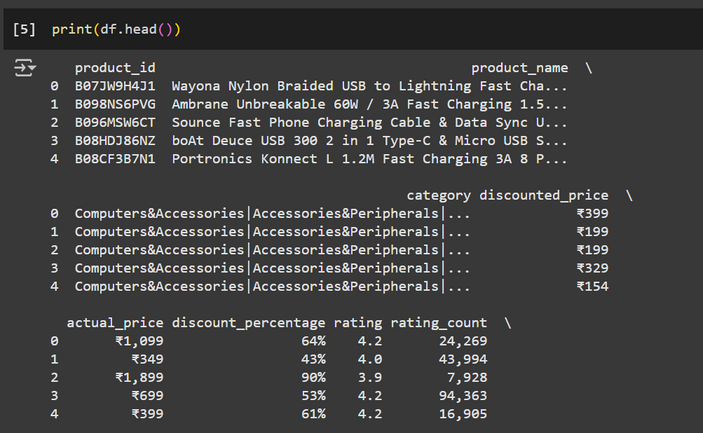 [5] print(df.head())
product_id product_name \
0 B07JW9H4J1 Wayona Nylon Braided USB to Lightning Fast Cha...
1 B098NS6PVG Ambrane Unbreakable 60W / 3A Fast Charging 1.5...
2 B096MSW6CT Sounce Fast Phone Charging Cable & Data Sync U...
3 B08HDJ86NZ boAt Deuce USB 300 2 in 1 Type-C & Micro USB S...
4 B08CF3B7N1 Portronics Konnect L 1.2M Fast Charging 3A 8 P...
category discounted_price \
0 Computers&Accessories|Accessories&Peripherals|... ₹399
1 Computers&Accessories|Accessories&Peripherals|... ₹199
2 Computers&Accessories|Accessories&Peripherals|... ₹199
3 Computers&Accessories|Accessories&Peripherals|... ₹329
4 Computers&Accessories|Accessories&Peripherals|... ₹154
actual_price discount_percentage rating rating_count \
0 ₹1,099 64% 4.2 24,269
1 ₹349 43% 4.0 43,994
2 ₹1,899 90% 3.9 7,928
3 ₹699 53% 4.2 94,363
4 ₹399 61% 4.2 16,905